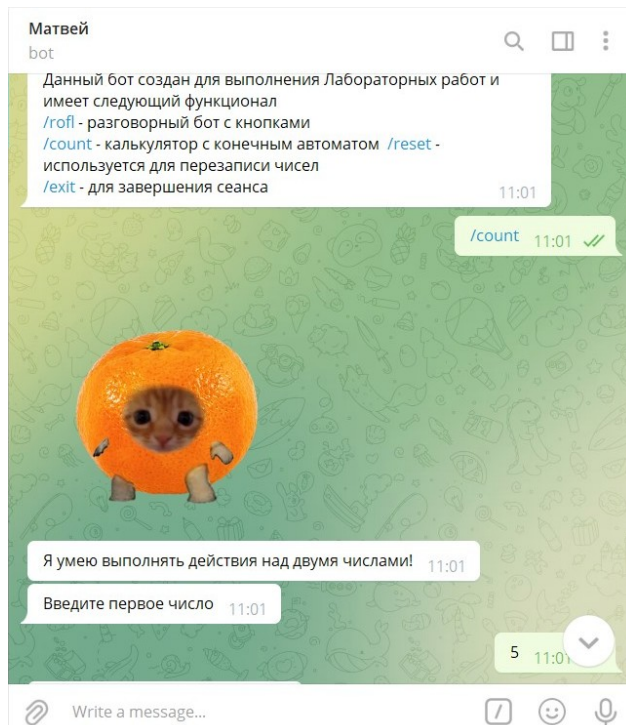 Матвей
bot
Данный бот создан для выполнения Лабораторных работ и
имеет следующий функционал
/rofl - разговорный бот с кнопками
/count - калькулятор с конечным автоматом /reset -
используется для перезаписи чисел
/exit - для завершения сеанса
11:01
/count 11:01
Я умею выполнять действия над двумя числами! 11:01
Введите первое число 11:01
5 11:01
Write a message...